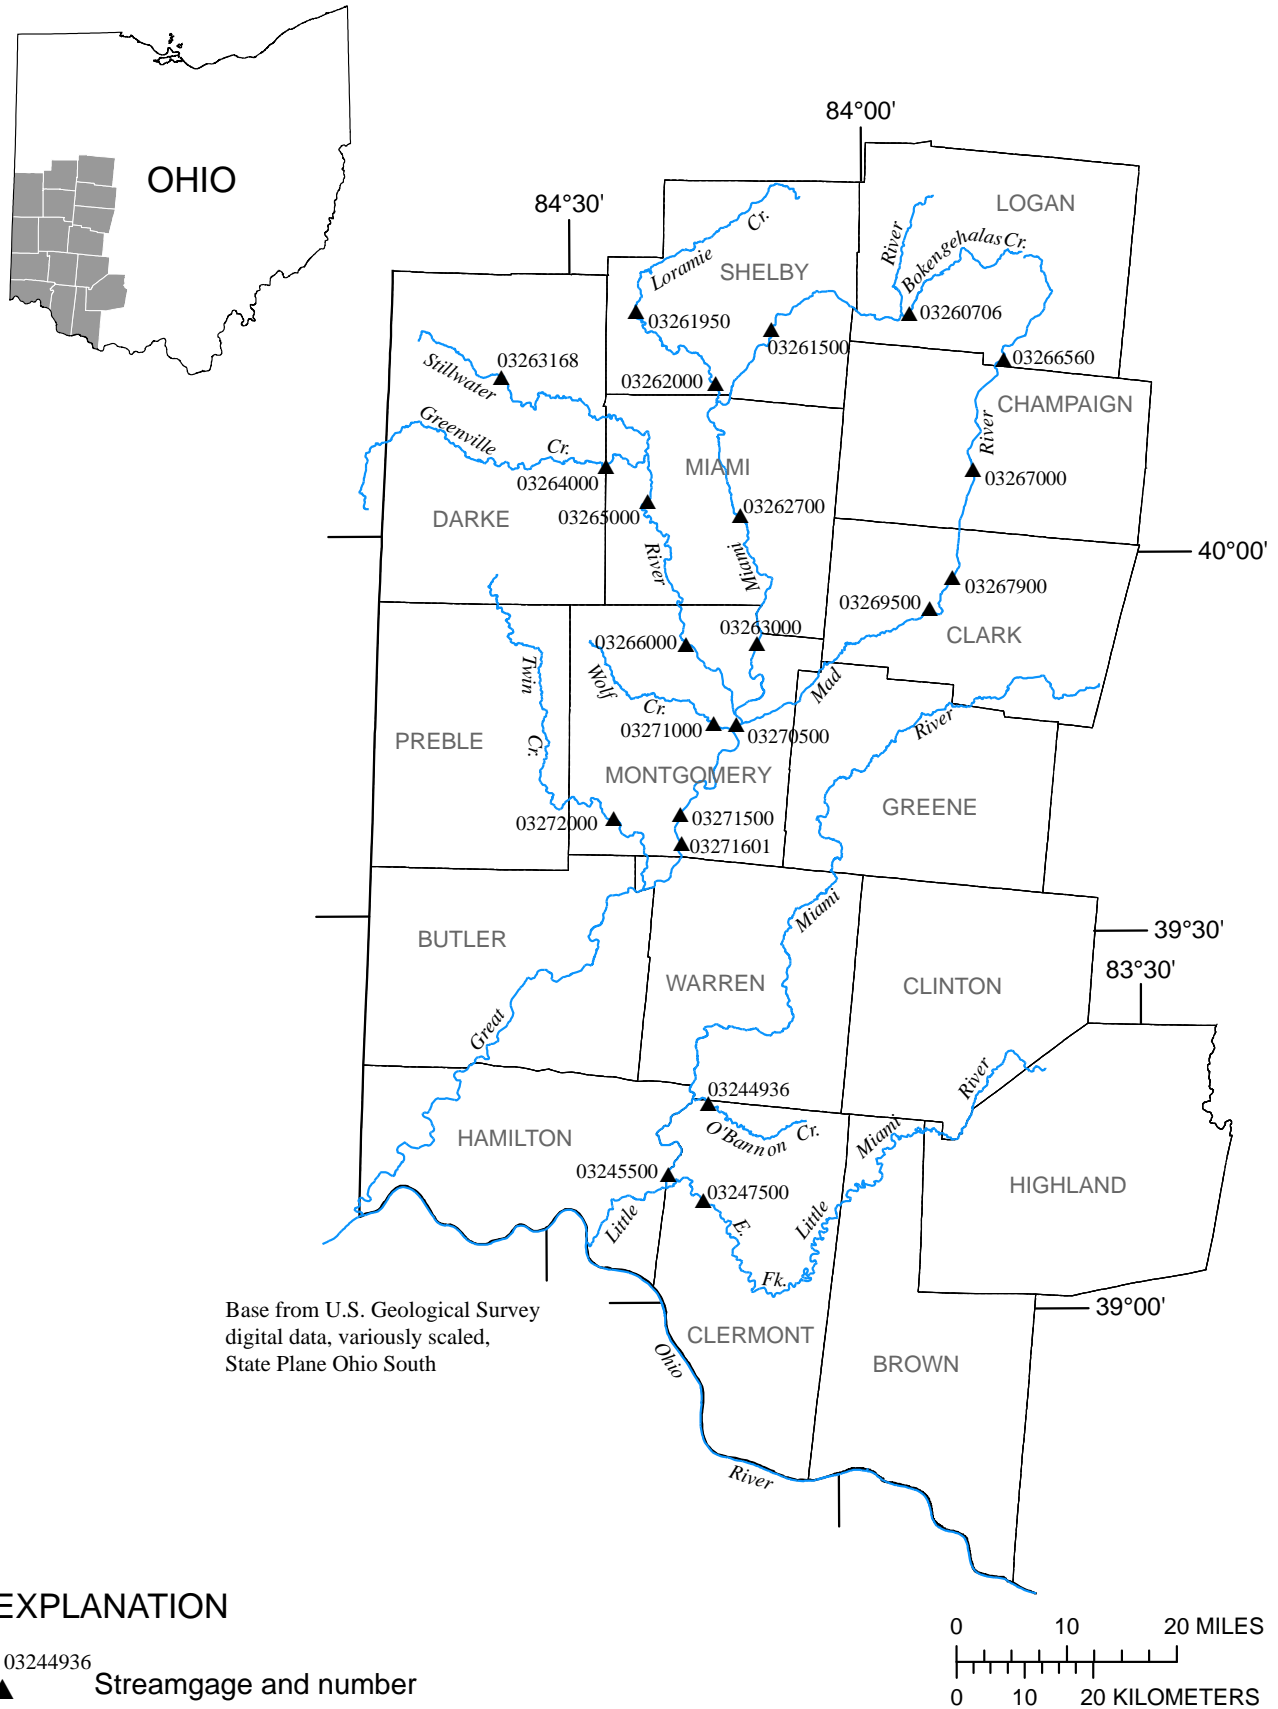 OHIO
84°00'
84°30'
LOGAN
SHELBY
Loramie Cr.
River
Bokengehalas Cr.
03261950
03261500
03260706
03266560
03262000
03263168
Stillwater
Greenville Cr.
CHAMPAIGN
River
MIAMI
03264000
03265000
03262700
03267000
DARKE
River
Miami
40°00'
03267900
03269500
CLARK
03266000
03263000
Twin Cr.
Wolf Cr.
Mad
River
PREBLE
03271000
03270500
MONTGOMERY
GREENE
03272000
03271500
03271601
Miami
BUTLER
39°30'
WARREN
CLINTON
83°30'
Great
River
03244936
O'Bannon Cr.
Miami
HAMILTON
03245500
03247500
HIGHLAND
Little
E.
Fk.
Little
39°00'
Base from U.S. Geological Survey
digital data, variously scaled,
State Plane Ohio South
CLERMONT
BROWN
Ohio
River
EXPLANATION
03244936
Streamgage and number
0 10 20 MILES
0 10 20 KILOMETERS